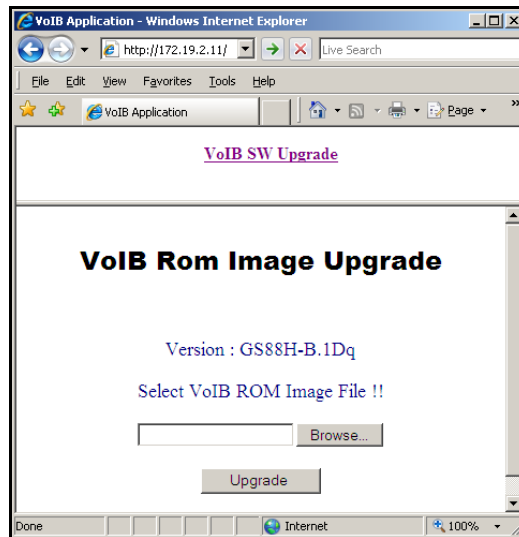 VoIB Application - Windows Internet Explorer
http://172.19.2.11/
Live Search
File Edit View Favorites Tools Help
VoIB Application
Page
VoIB SW Upgrade
VoIB Rom Image Upgrade
Version : GS88H-B.1Dq
Select VoIB ROM Image File !!
Browse...
Upgrade
Done
Internet
100%